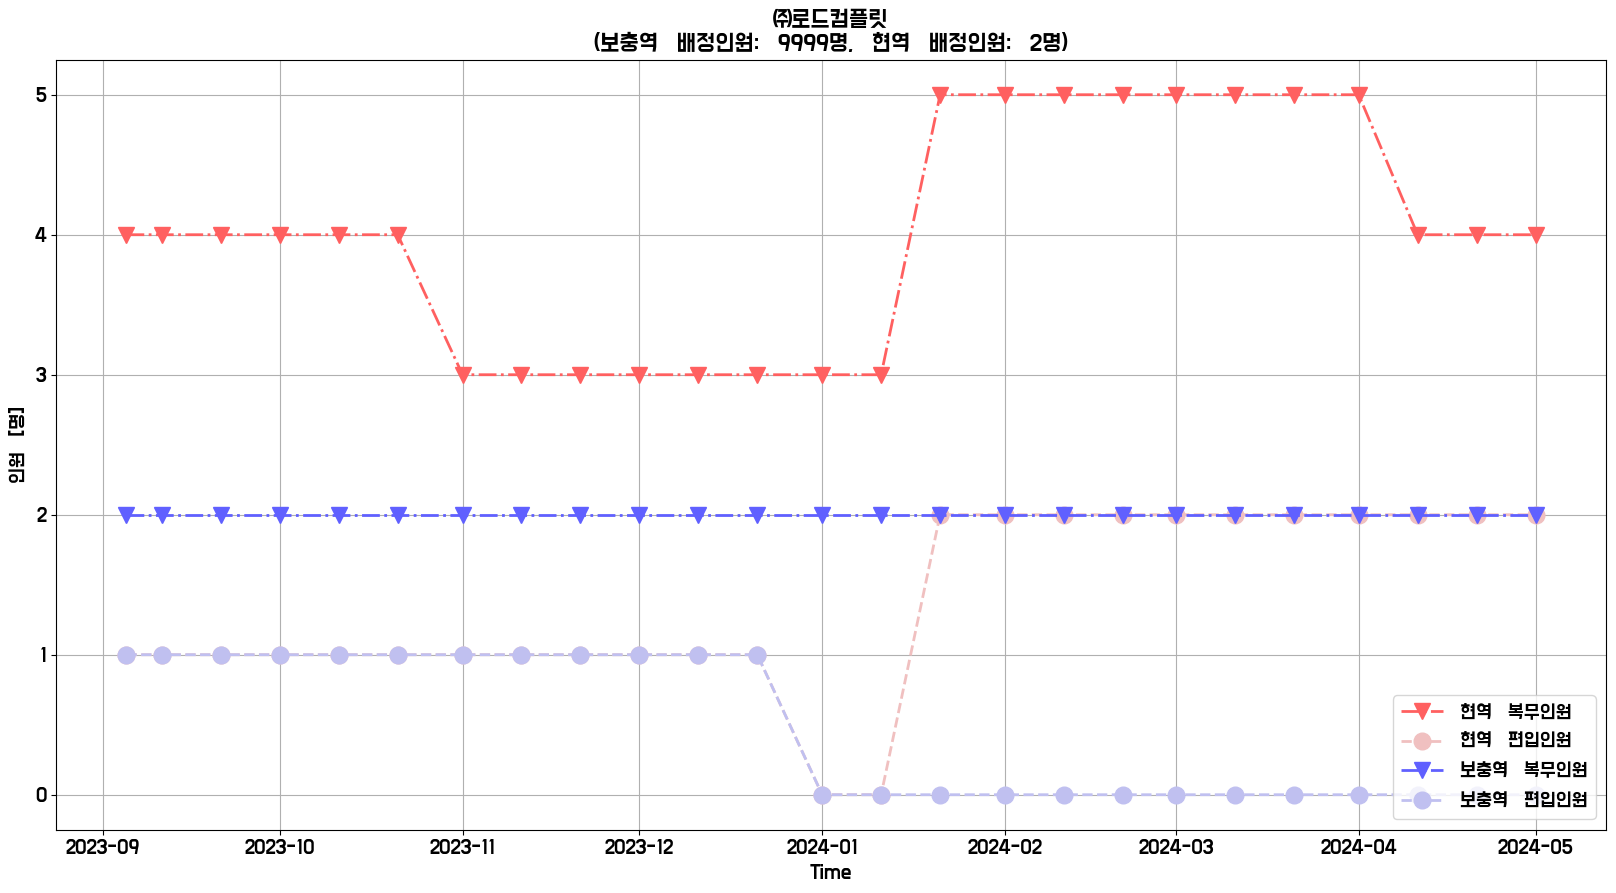 ㈜로드컴플릿
(보충역 배정인원: 9999명, 현역 배정인원: 2명)
인원 [명]
5
4
3
2
1
0
현역 복무인원
현역 편입인원
보충역 복무인원
보충역 편입인원
2023-09 2023-10 2023-11 2023-12 2024-01 2024-02 2024-03 2024-04 2024-05
Time